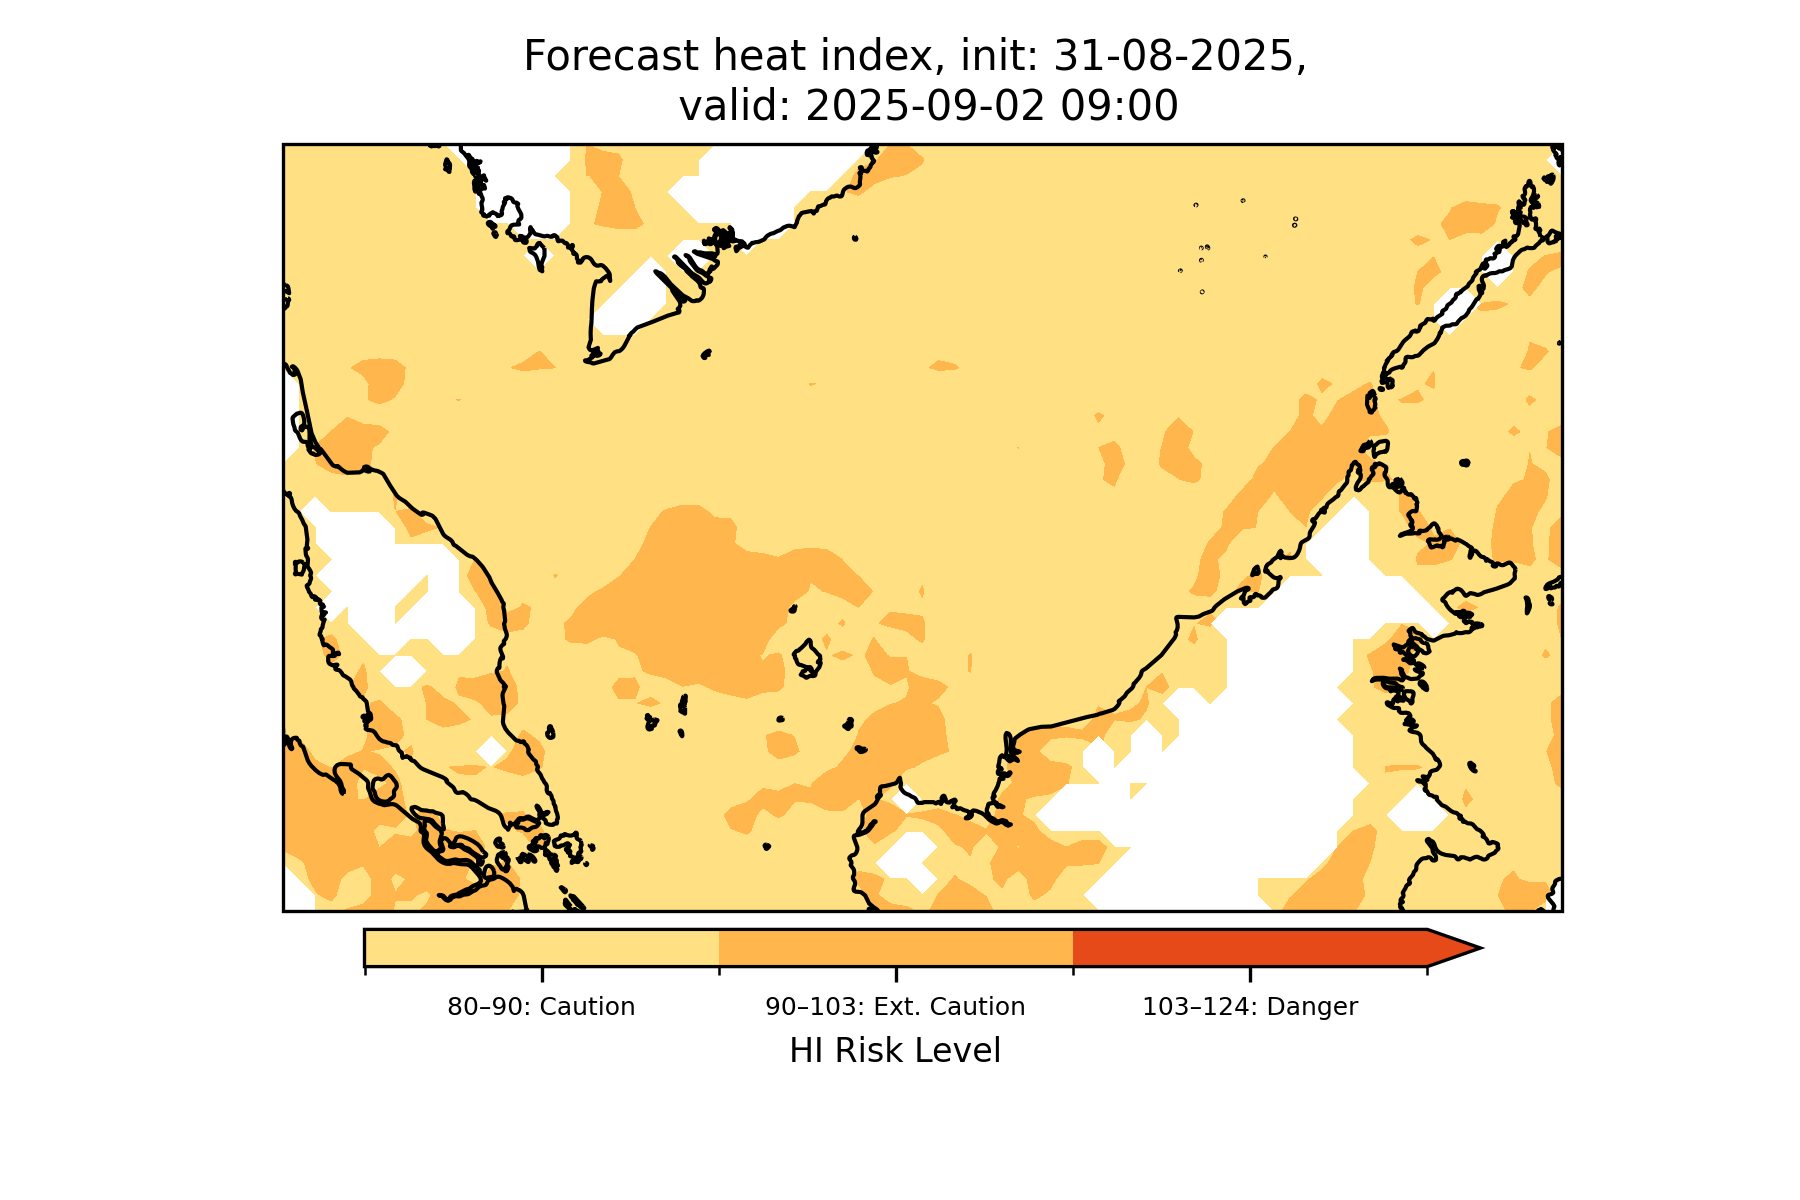 Forecast heat index, init: 31-08-2025,
valid: 2025-09-02 09:00
80–90: Caution
90–103: Ext. Caution
103–124: Danger
HI Risk Level